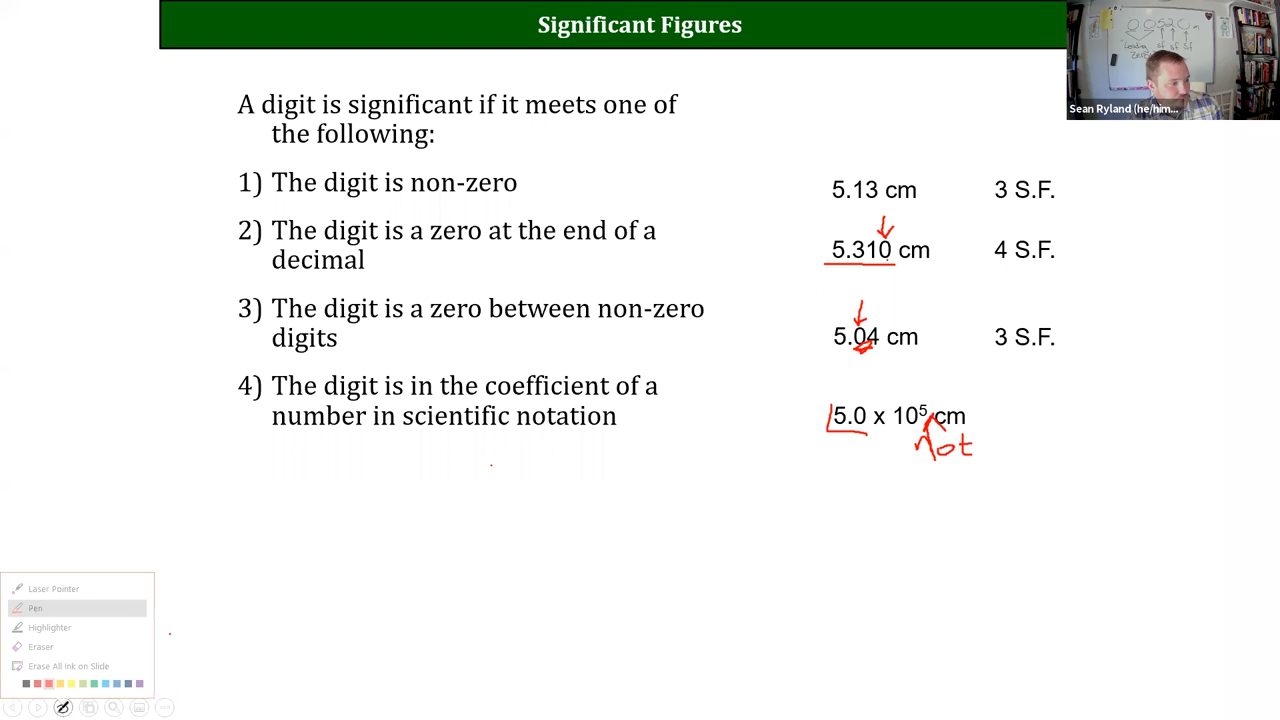 Significant Figures
A digit is significant if it meets one of
the following:
1) The digit is non-zero
5.13 cm 3 S.F.
2) The digit is a zero at the end of a
decimal
5.310 cm 4 S.F.
3) The digit is a zero between non-zero
digits
5.04 cm 3 S.F.
4) The digit is in the coefficient of a
number in scientific notation
5.0 x 10⁵ cm
not
Sean Ryland (he/him...
Laser Pointer
Pen
Highlighter
Eraser
Erase All Ink on Slide